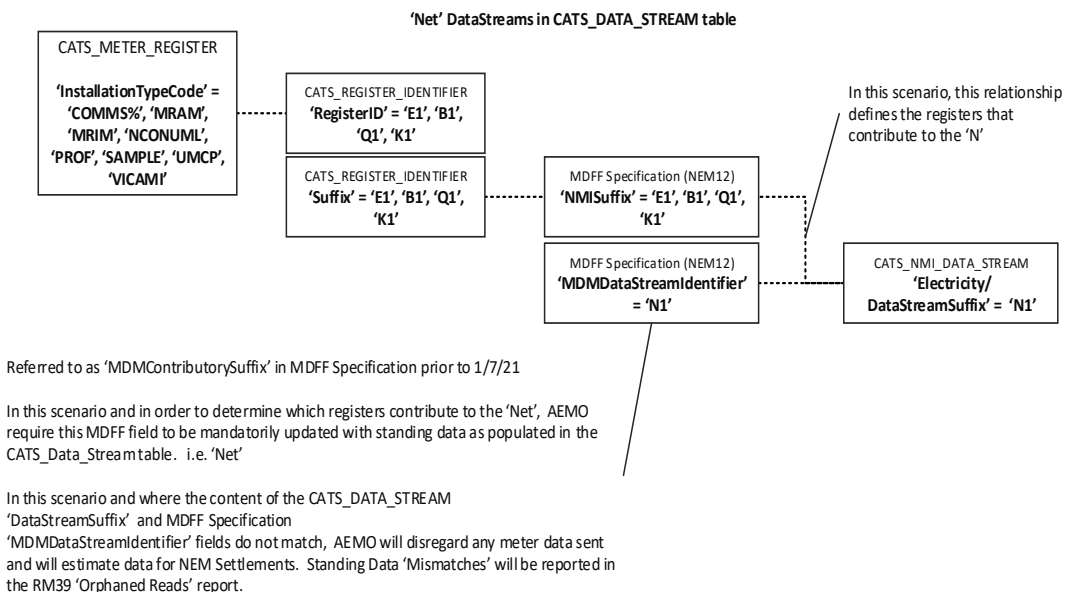 ‘Net’ DataStreams in CATS_DATA_STREAM table
CATS_METER_REGISTER
‘InstallationTypeCode’ =
‘COMMS%’, ‘MRAM’,
‘MRIM’, ‘NCONUML’,
‘PROF’, ‘SAMPLE’, ‘UMCP’,
‘VICAMI’
CATS_REGISTER_IDENTIFIER
‘RegisterID’ = ‘E1’, ‘B1’,
‘Q1’, ‘K1’
CATS_REGISTER_IDENTIFIER
‘Suffix’ = ‘E1’, ‘B1’, ‘Q1’,
‘K1’
MDFF Specification (NEM12)
‘NMISuffix’ = ‘E1’, ‘B1’, ‘Q1’,
‘K1’
MDFF Specification (NEM12)
‘MDMDataStreamIdentifier’
= ‘N1’
In this scenario, this relationship
defines the registers that
contribute to the ‘N’
CATS_NMI_DATA_STREAM
‘Electricity/
DataStreamSuffix’ = ‘N1’
Referred to as ‘MDMContributorySuffix’ in MDFF Specification prior to 1/7/21
In this scenario and in order to determine which registers contribute to the ‘Net’, AEMO
require this MDFF field to be mandatorily updated with standing data as populated in the
CATS_Data_Stream table. i.e. ‘Net’
In this scenario and where the content of the CATS_DATA_STREAM
‘DataStreamSuffix’ and MDFF Specification
‘MDMDataStreamIdentifier’ fields do not match, AEMO will disregard any meter data sent
and will estimate data for NEM Settlements. Standing Data ‘Mismatches’ will be reported in
the RM39 ‘Orphaned Reads’ report.